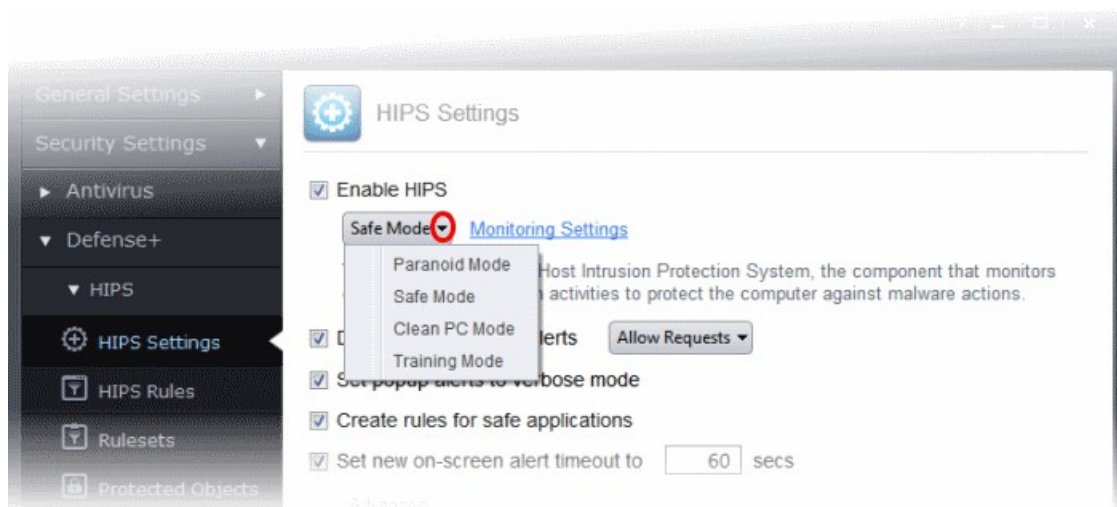 General Settings
Security Settings
Antivirus
Defense+
HIPS
HIPS Settings
HIPS Rules
Rulesets
Protected Objects
HIPS Settings
Enable HIPS
Safe Mode Monitoring Settings
Paranoid Mode
Safe Mode
Clean PC Mode
Training Mode
Host Intrusion Protection System, the component that monitors
activities to protect the computer against malware actions.
Allow Requests
Set popup alerts to verbose mode
Create rules for safe applications
Set new on-screen alert timeout to 60 secs